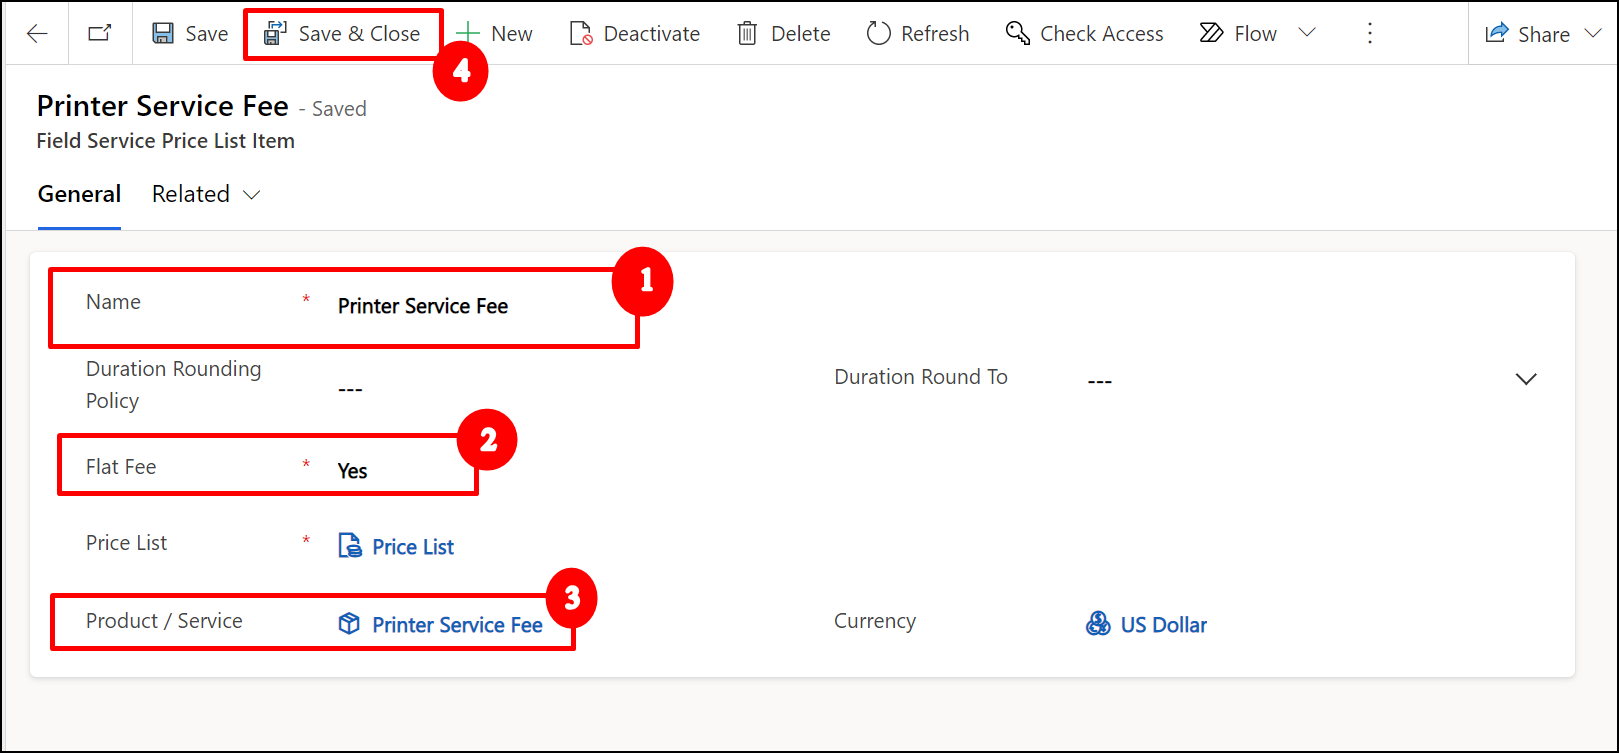 Save Save & Close New Deactivate Delete Refresh Check Access Flow Share
4
Printer Service Fee - Saved
Field Service Price List Item
General Related
1
Name * Printer Service Fee
Duration Rounding Policy --- Duration Round To ---
2
Flat Fee * Yes
Price List * Price List
3
Product / Service Printer Service Fee Currency US Dollar